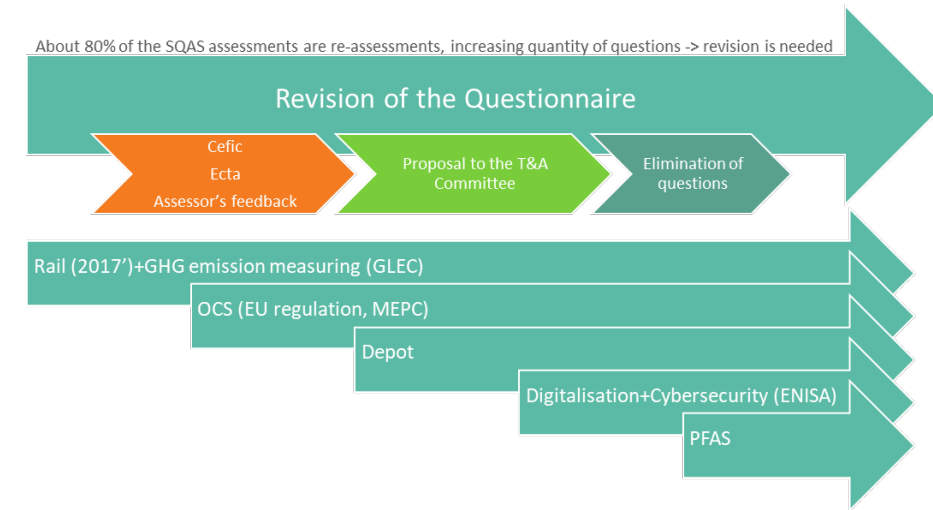 About 80% of the SQAS assessments are re-assessments, increasing quantity of questions -> revision is needed
Revision of the Questionnaire
Cefic
Ecta
Assessor's feedback
Proposal to the T&A
Committee
Elimination of
questions
Rail (2017')+GHG emission measuring (GLEC)
OCS (EU regulation, MEPC)
Depot
Digitalisation+Cybersecurity (ENISA)
PFAS